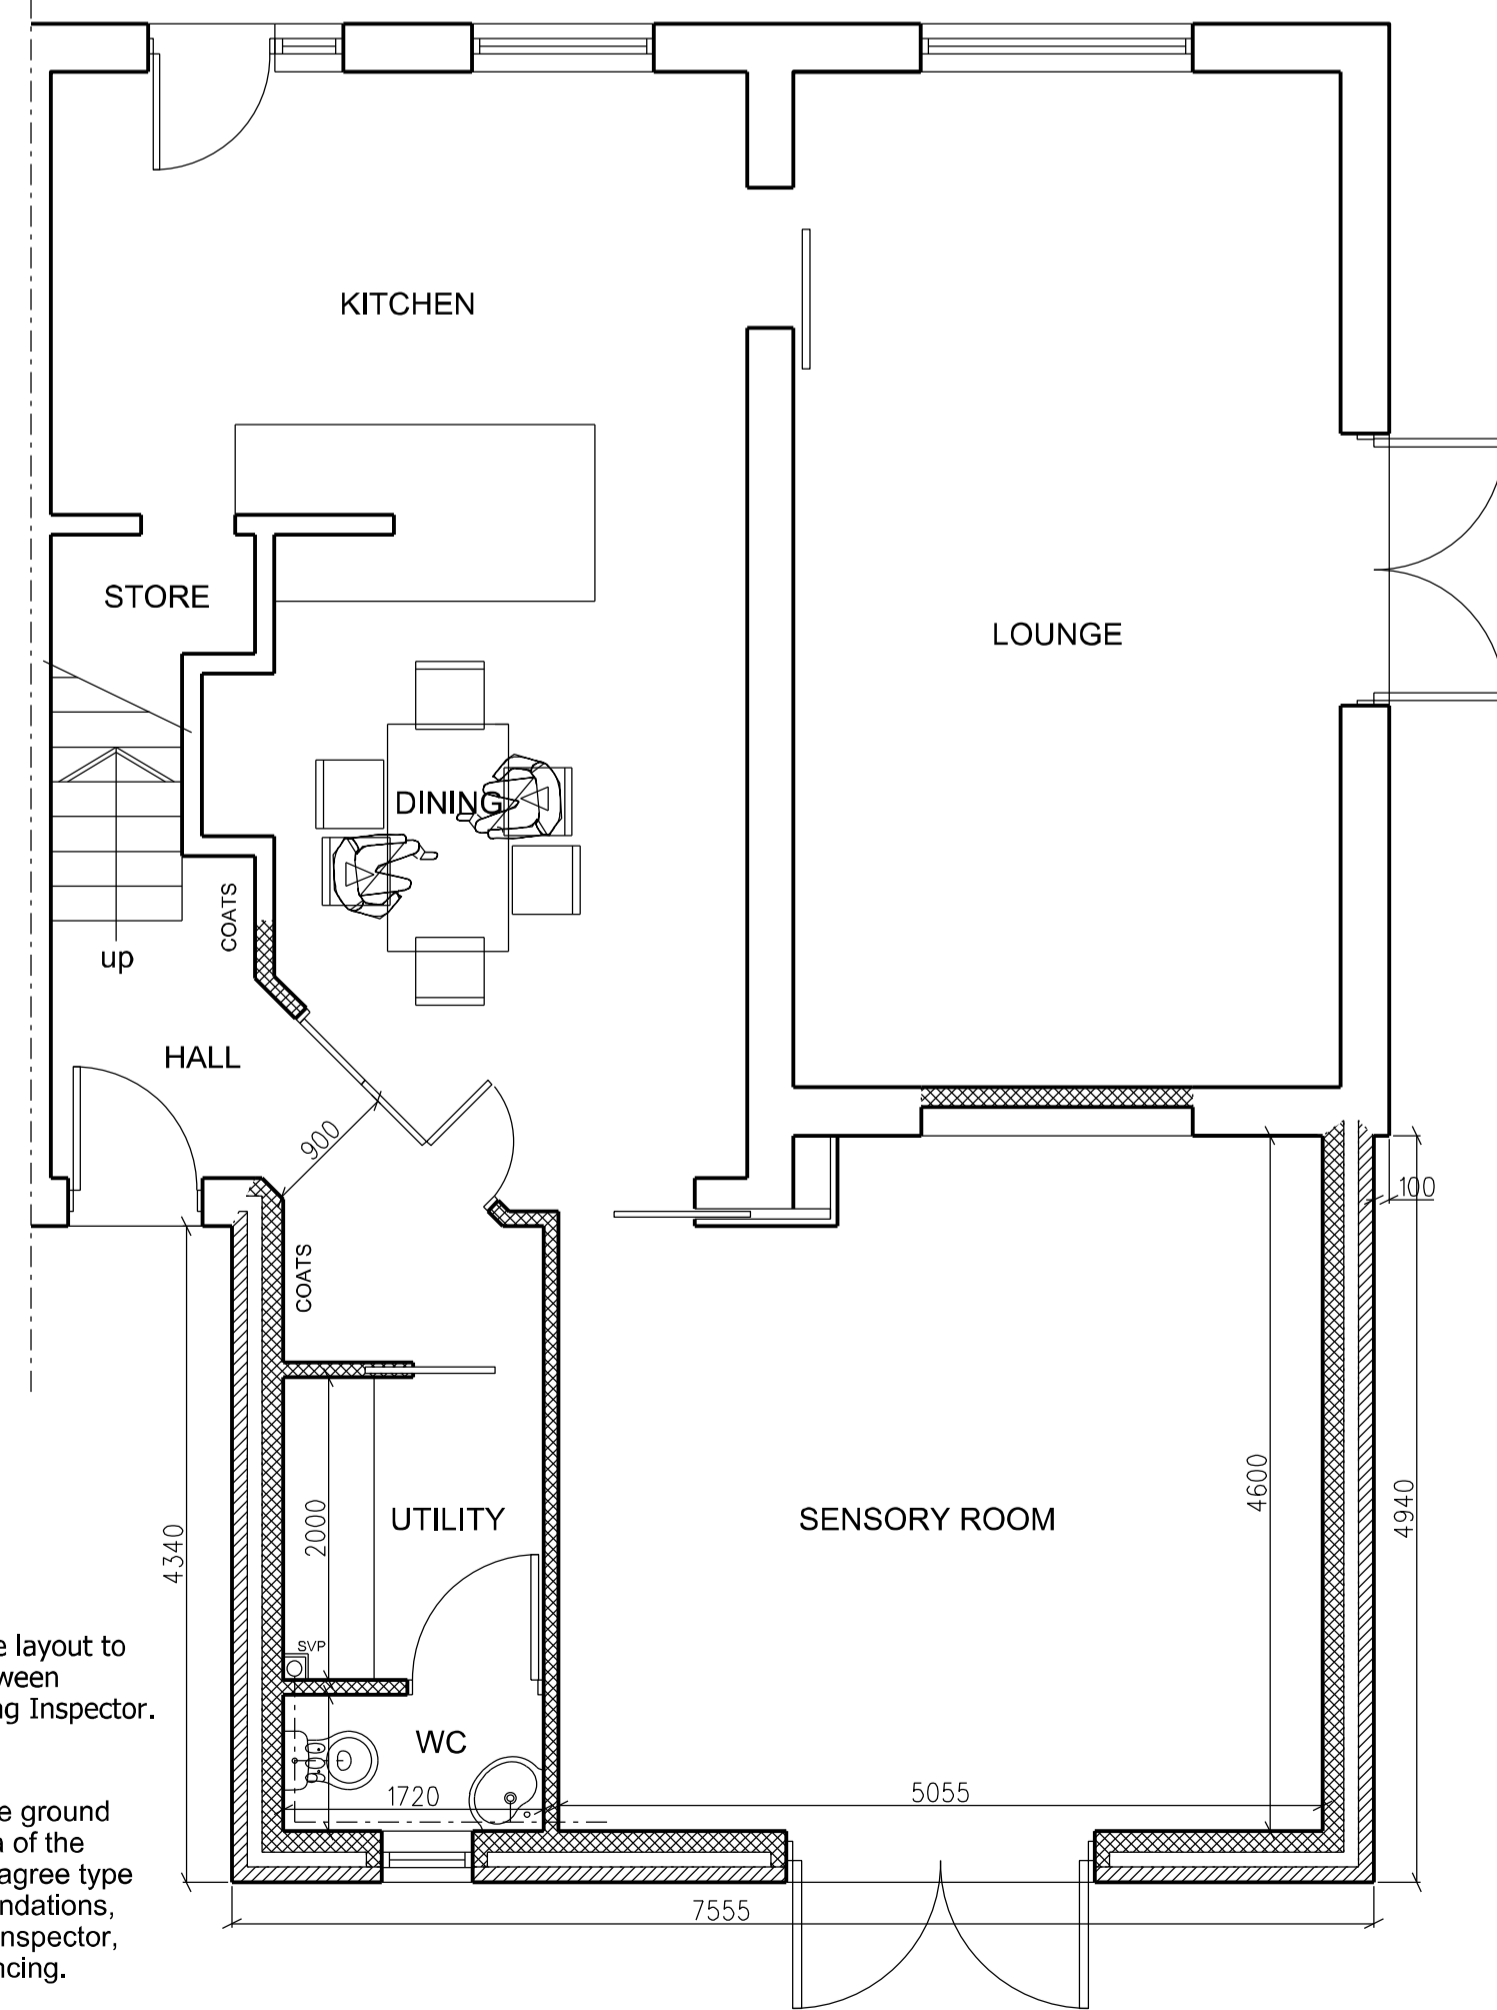 KITCHEN
STORE
LOUNGE
DINING
COATS
up
HALL
900
100
COATS
4600
4940
UTILITY
2000
SENSORY ROOM
4340
SVP
layout to
ween
Inspector.
WC
900
1720
5055
ground
of the
agree type
ndations,
nspector,
ncing.
7555